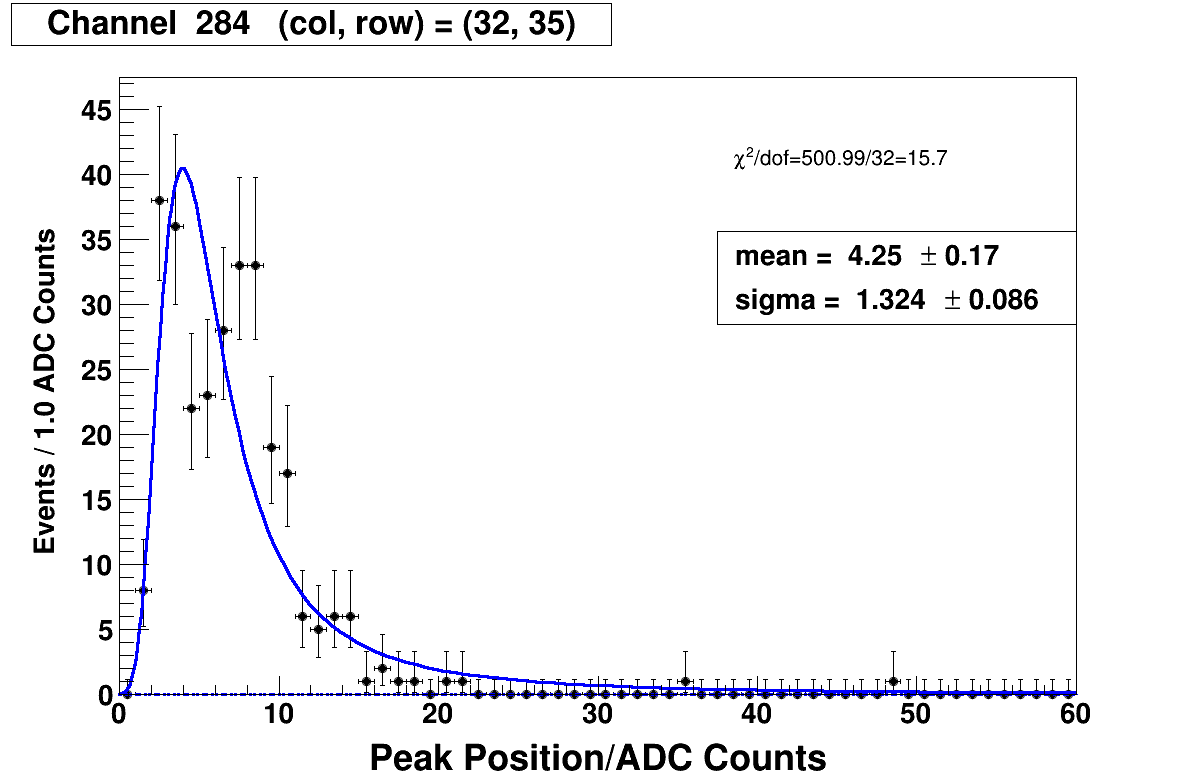 Channel 284 (col, row) = (32, 35)
45
40
35
30
25
20
15
10
5
0
Events / 1.0 ADC Counts
χ²/dof=500.99/32=15.7
mean = 4.25 ± 0.17
sigma = 1.324 ± 0.086
0 10 20 30 40 50 60
Peak Position/ADC Counts